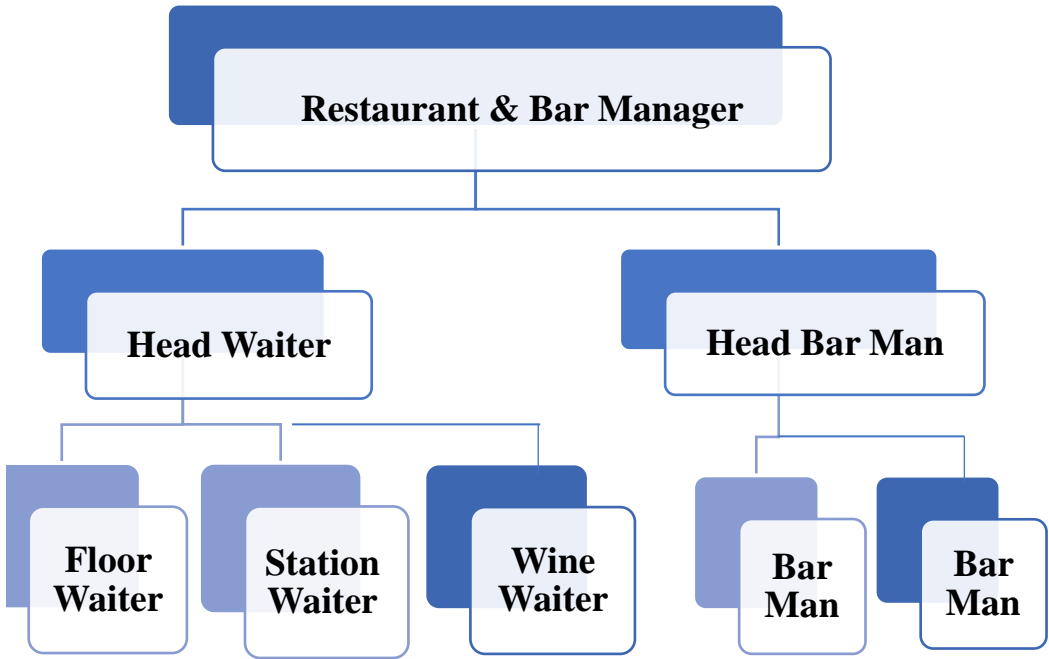 Restaurant & Bar Manager
Head Waiter
Head Bar Man
Floor
Waiter
Station
Waiter
Wine
Waiter
Bar
Man
Bar
Man